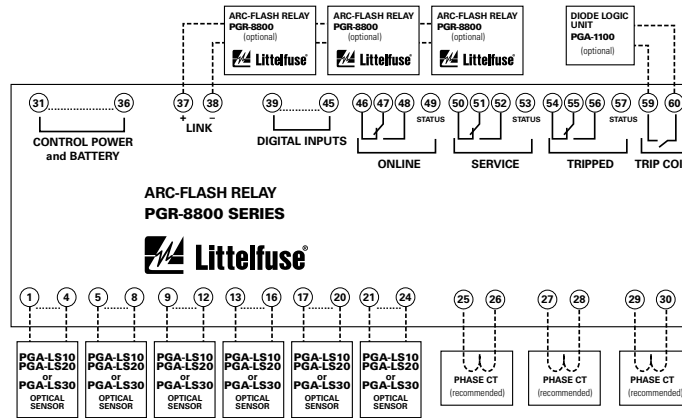 ARC-FLASH RELAY ARC-FLASH RELAY ARC-FLASH RELAY
PGR-8800 PGR-8800 PGR-8800
(optional) (optional) (optional)
Littelfuse Littelfuse Littelfuse
DIODE LOGIC
UNIT
PGA-1100
(optional)
31 36 37 38 39 45 46 47 48 49 50 51 52 53 54 55 56 57 59 60
+ –
LINK
STATUS STATUS STATUS
CONTROL POWER
and BATTERY
DIGITAL INPUTS
ONLINE SERVICE TRIPPED TRIP COI
ARC-FLASH RELAY
PGR-8800 SERIES
Littelfuse®
1 4 5 8 9 12 13 16 17 20 21 24 25 26 27 28 29 30
PGA-LS10 PGA-LS10 PGA-LS10 PGA-LS10 PGA-LS10 PGA-LS10
PGA-LS20 PGA-LS20 PGA-LS20 PGA-LS20 PGA-LS20 PGA-LS20
or or or or or or
PGA-LS30 PGA-LS30 PGA-LS30 PGA-LS30 PGA-LS30 PGA-LS30
OPTICAL OPTICAL OPTICAL OPTICAL OPTICAL OPTICAL
SENSOR SENSOR SENSOR SENSOR SENSOR SENSOR
PHASE CT PHASE CT PHASE CT
(recommended) (recommended) (recommended)